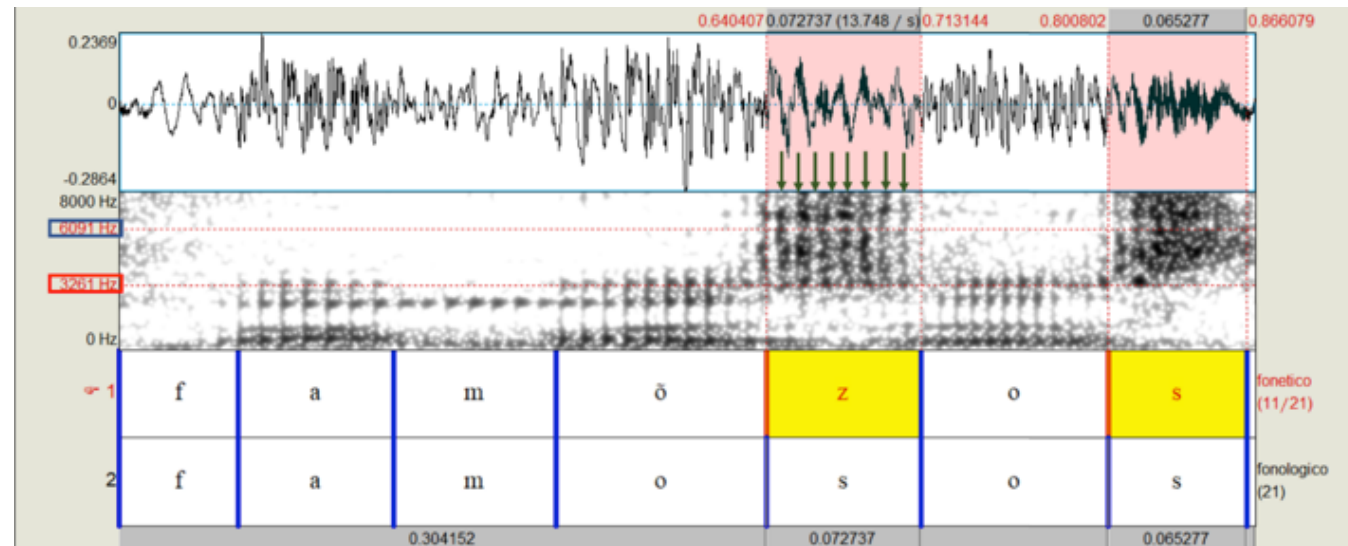 0.640407 0.072737 (13.748 / s) 0.713144 0.800802 0.065277 0.866079
0.2369
0
-0.2864
8000 Hz
6091 Hz
3261 Hz
0 Hz
1 f a m õ z o s fonetico
(11/21)
2 f a m o s o s fonologico
(21)
0.304152 0.072737 0.065277